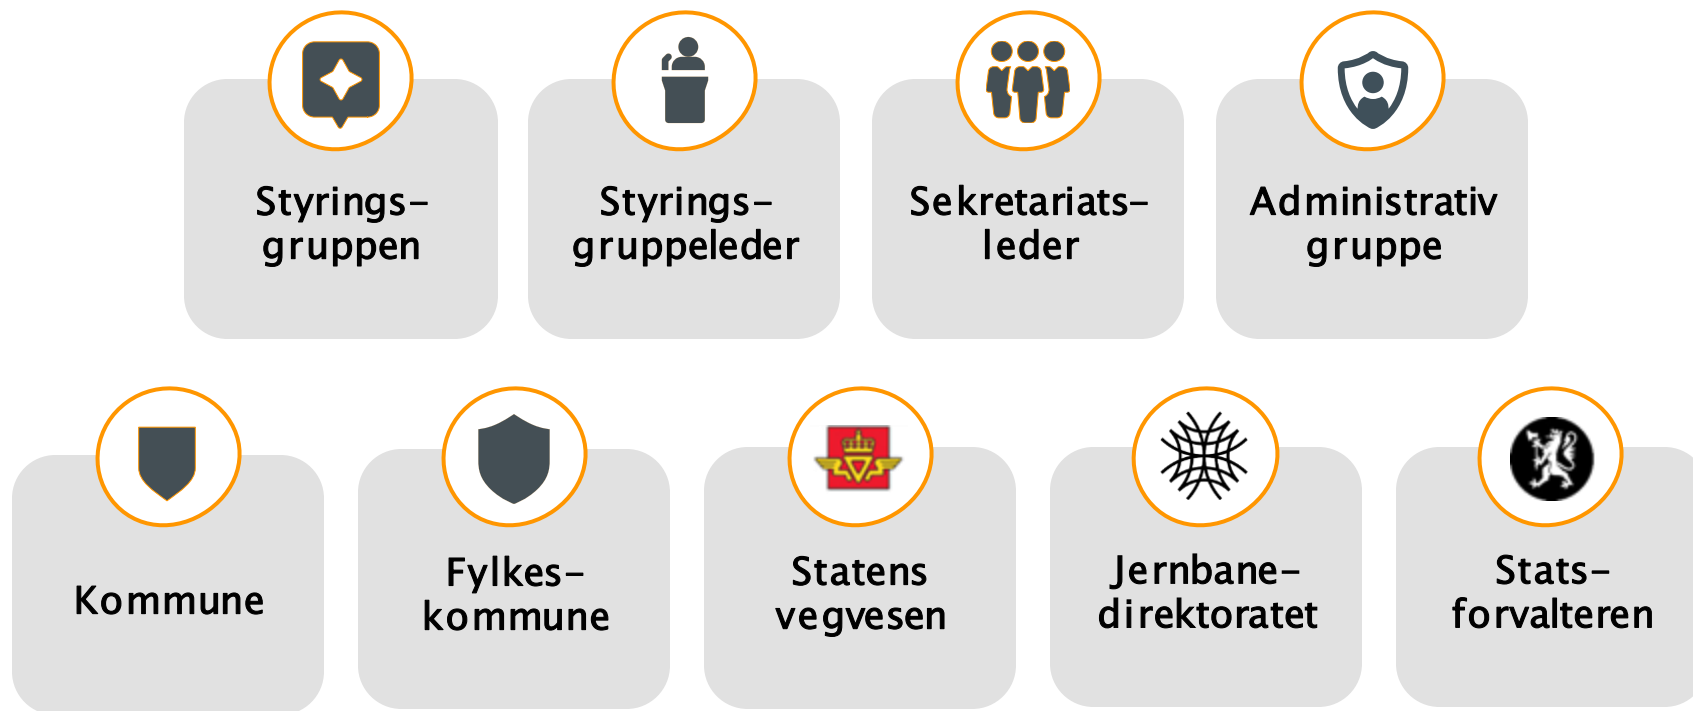 Styrings-
gruppen
Styrings-
gruppeleder
Sekretariats-
leder
Administrativ
gruppe
Kommune
Fylkes-
kommune
Statens
vegvesen
Jernbane-
direktoratet
Stats-
forvalteren